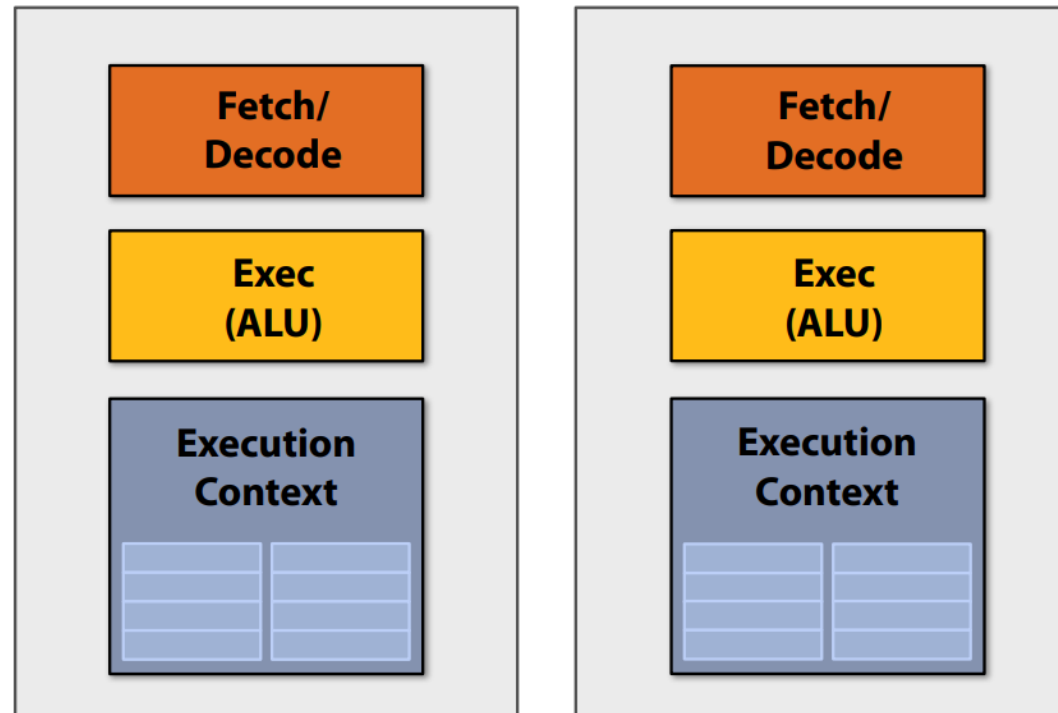 Fetch/
Decode
Exec
(ALU)
Execution
Context
Fetch/
Decode
Exec
(ALU)
Execution
Context